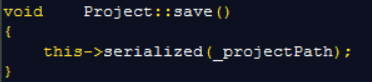 void    Project::save()
{
    this->serialized(_projectPath);
}